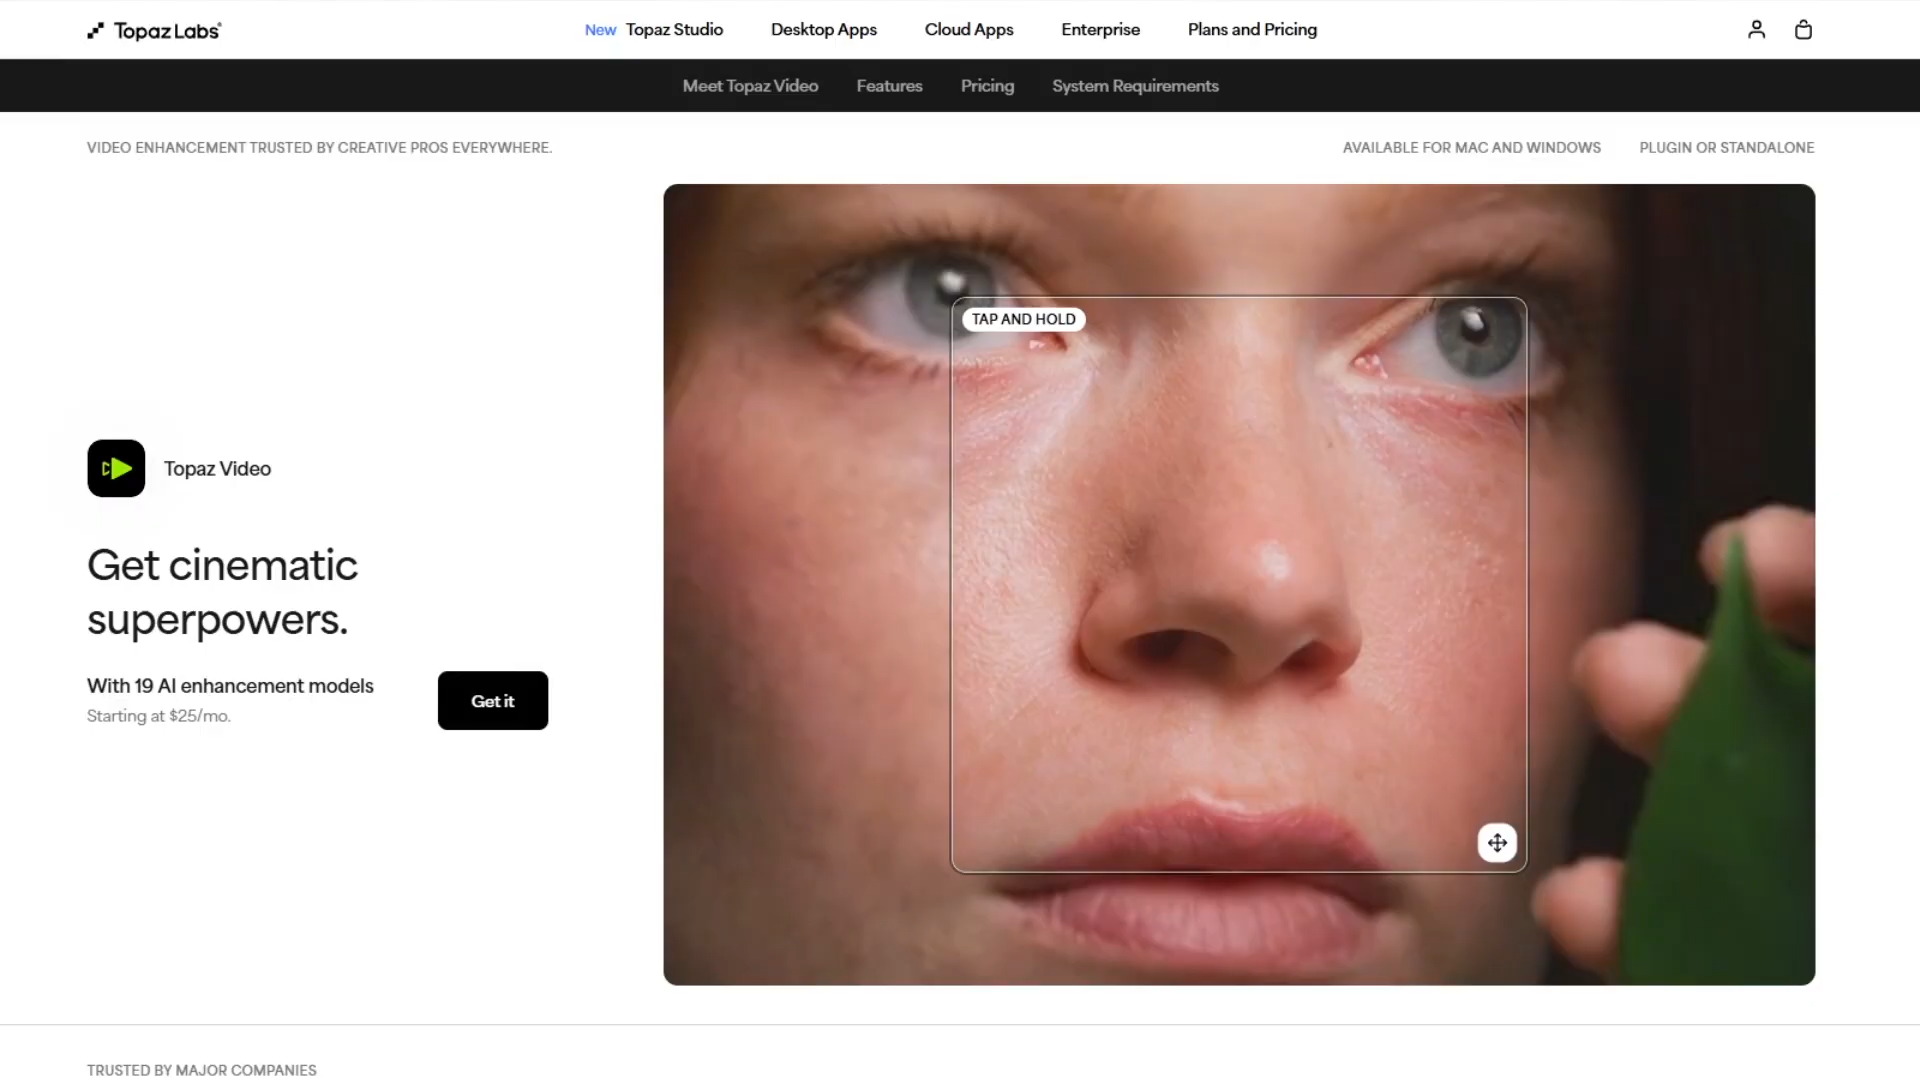 Topaz Labs®
New Topaz Studio Desktop Apps Cloud Apps Enterprise Plans and Pricing
Meet Topaz Video Features Pricing System Requirements
VIDEO ENHANCEMENT TRUSTED BY CREATIVE PROS EVERYWHERE.
AVAILABLE FOR MAC AND WINDOWS PLUGIN OR STANDALONE
TAP AND HOLD
Topaz Video
Get cinematic
superpowers.
With 19 AI enhancement models
Starting at $25/mo.
Get it
TRUSTED BY MAJOR COMPANIES